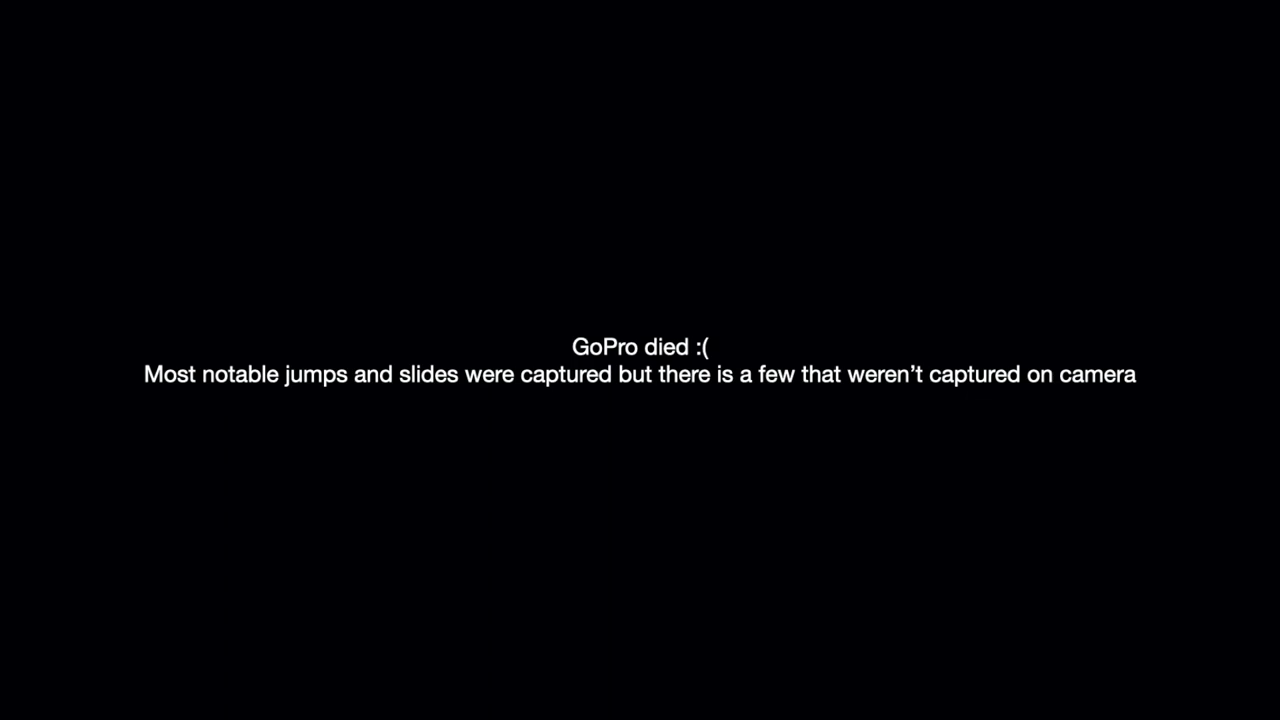 GoPro died :(
Most notable jumps and slides were captured but there is a few that weren’t captured on camera